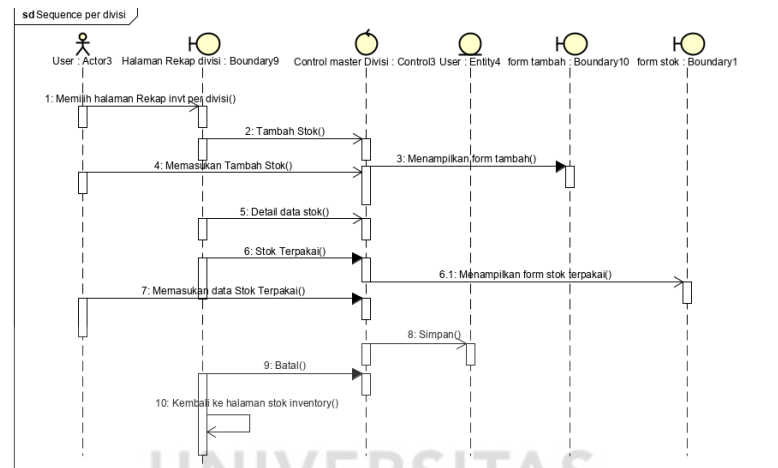 sd Sequence per divisi
User : Actor3
Halaman Rekap divisi : Boundary9
Control master Divisi : Control3
User : Entity4
form tambah : Boundary10
form stok : Boundary1
1: Memilih halaman Rekap invt per divisi()
2: Tambah Stok()
3: Menampilkan form tambah()
4: Memasukan Tambah Stok()
5: Detail data stok()
6: Stok Terpakai()
6.1: Menampilkan form stok terpakai()
7: Memasukan data Stok Terpakai()
8: Simpan()
9: Batal()
10: Kembali ke halaman stok inventory()
UNIVERSITAS